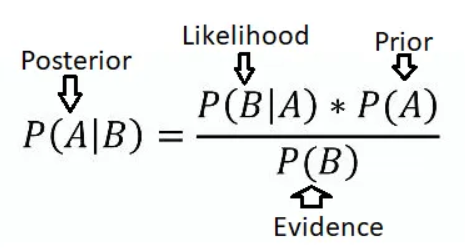 Likelihood
Prior
Posterior
P(B|A) * P(A)
P(A|B) =
P(B)
Evidence